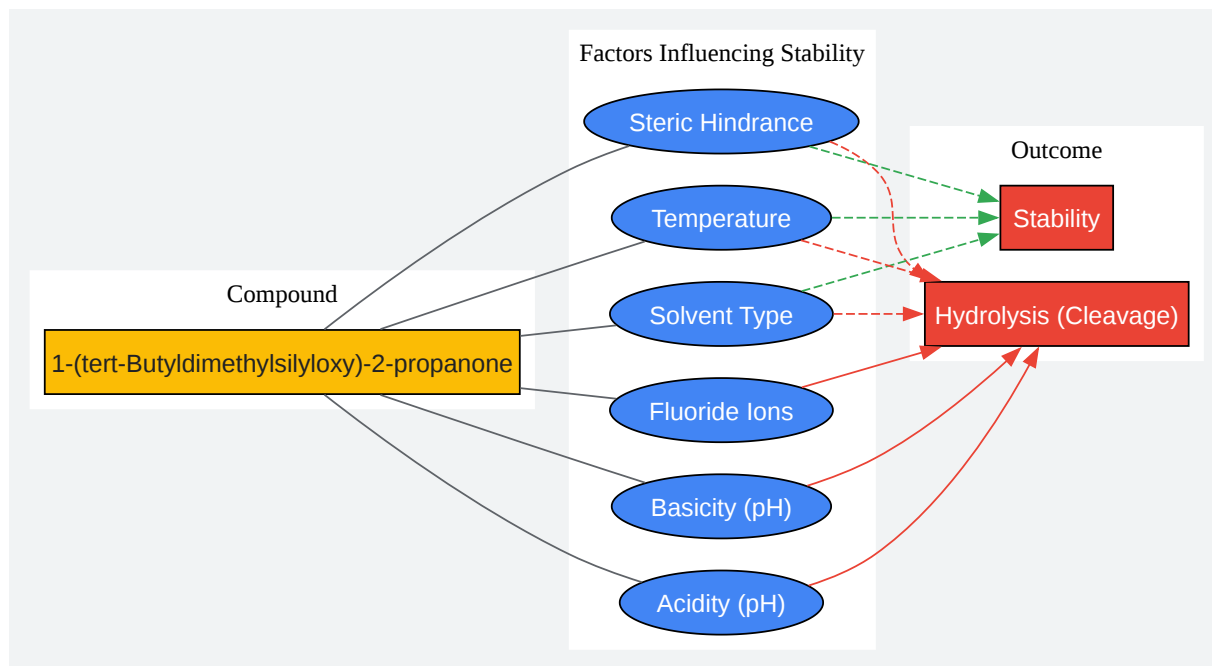 Compound
1-(tert-Butyldimethylsilyloxy)-2-propanone
Factors Influencing Stability
Steric Hindrance
Temperature
Solvent Type
Fluoride Ions
Basicity (pH)
Acidity (pH)
Outcome
Stability
Hydrolysis (Cleavage)